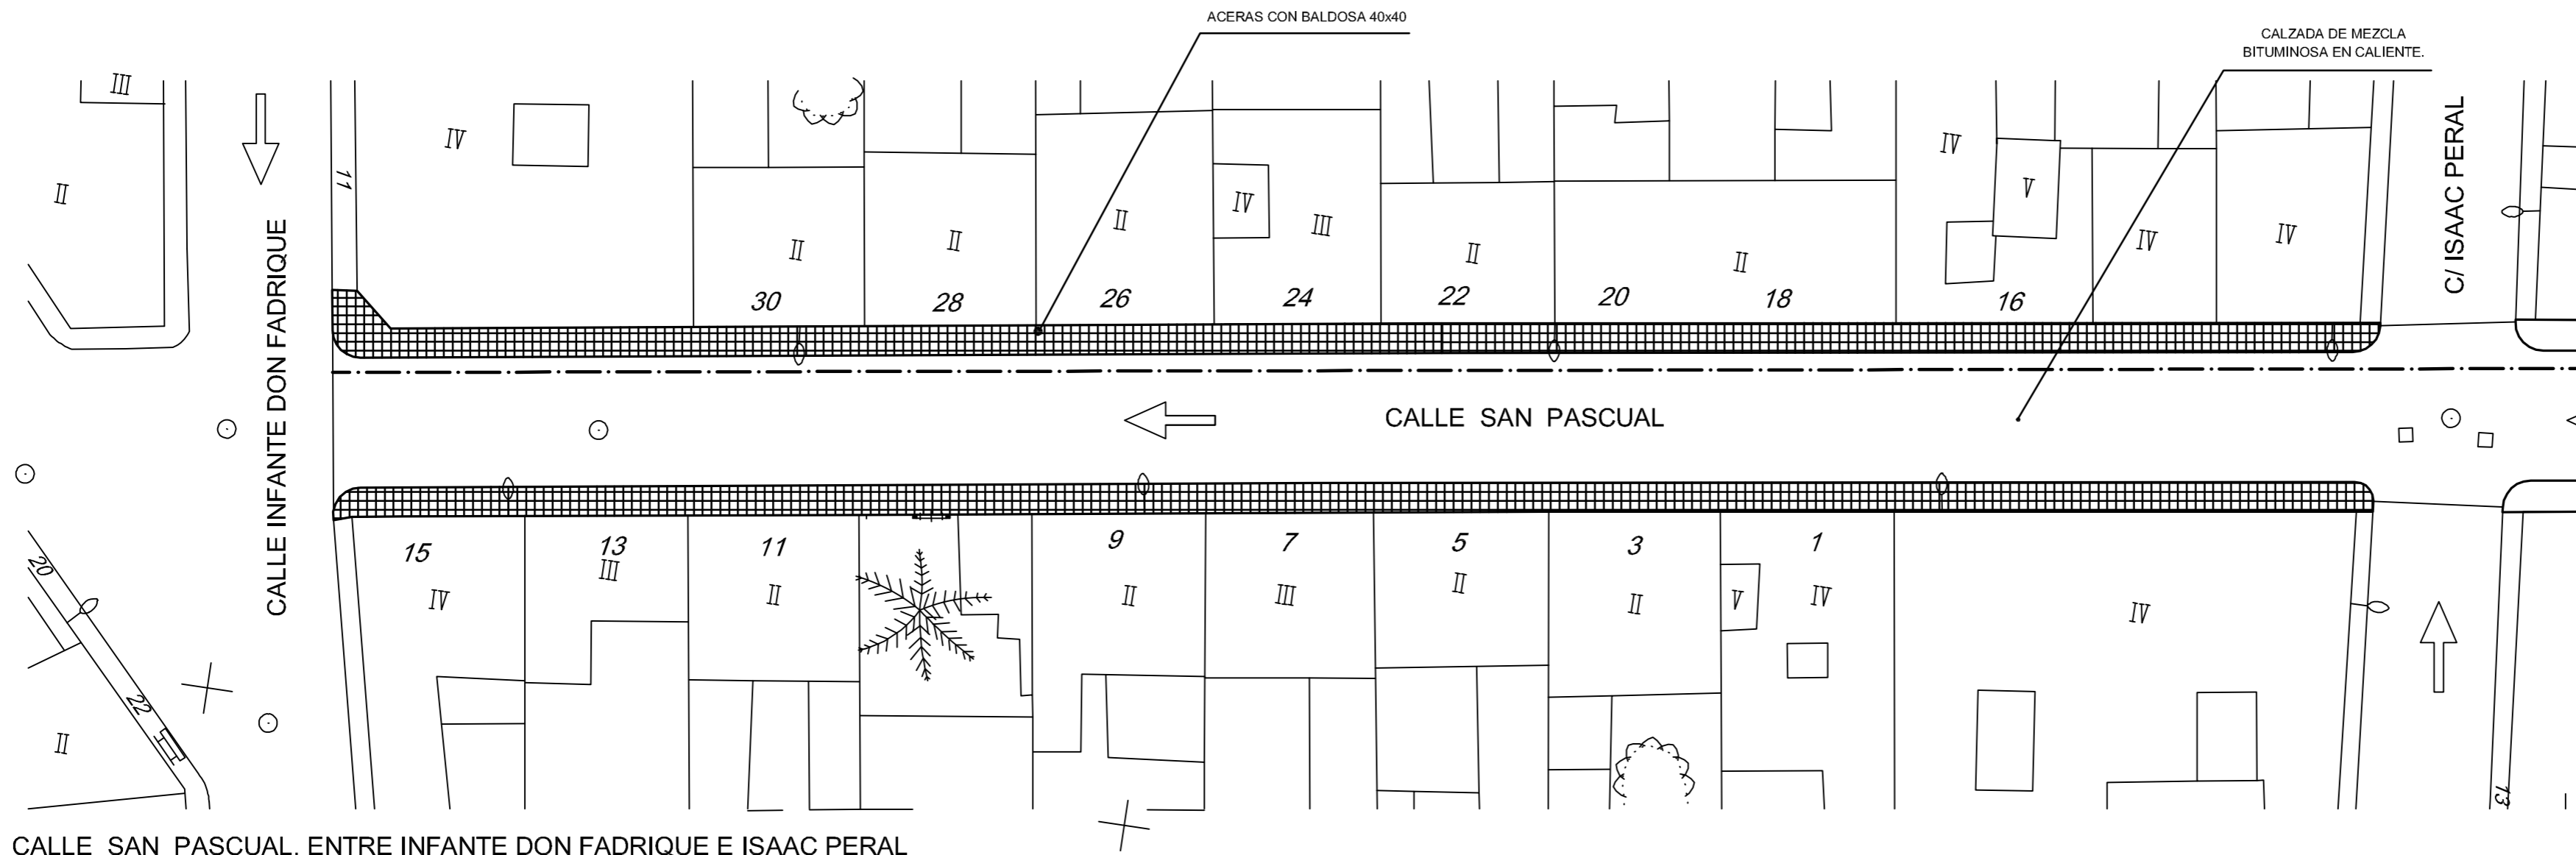 ACERAS CON BALDOSA 40x40
CALZADA DE MEZCLA
BITUMINOSA EN CALIENTE.
III
II
11
CALLE INFANTE DON FADRIQUE
IV
II
30
II
28
II
26
IV
III
24
II
22
20
II
18
IV
V
16
IV
IV
C/ ISAAC PERAL
CALLE SAN PASCUAL
20
22
II
15
IV
13
III
11
II
9
II
7
III
5
II
3
II
1
V
IV
IV
13
CALLE SAN PASCUAL, ENTRE INFANTE DON FADRIQUE E ISAAC PERAL